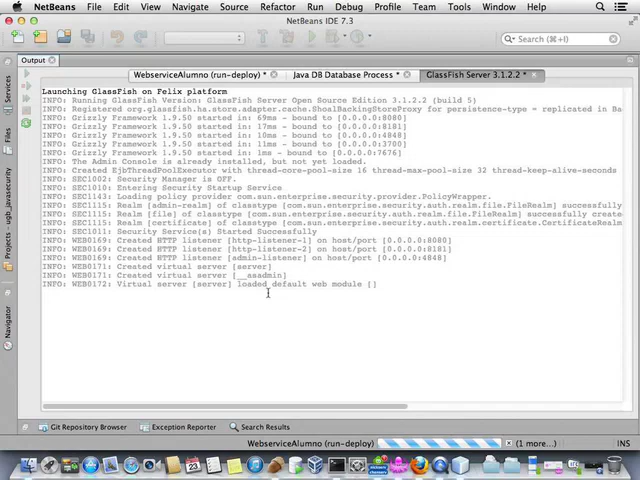 NetBeans File Edit View Navigate Source Refactor Run Debug Profile Team Tools Window Help
NetBeans IDE 7.3
Search (⌘+I)
Output
WebserviceAlumno (run-deploy) * Java DB Database Process * GlassFish Server 3.1.2.2 *
Launching GlassFish on Felix platform
INFO: Running GlassFish Version: GlassFish Server Open Source Edition 3.1.2.2 (build 5)
INFO: Registered org.glassfish.ha.store.adapter.cache.ShoalBackingStoreProxy for persistence-type = replicated in Ba
INFO: Grizzly Framework 1.9.50 started in: 69ms - bound to [0.0.0.0:8080]
INFO: Grizzly Framework 1.9.50 started in: 17ms - bound to [0.0.0.0:8181]
INFO: Grizzly Framework 1.9.50 started in: 10ms - bound to [0.0.0.0:4848]
INFO: Grizzly Framework 1.9.50 started in: 11ms - bound to [0.0.0.0:3700]
INFO: Grizzly Framework 1.9.50 started in: 1ms - bound to [0.0.0.0:7676]
INFO: The Admin Console is already installed, but not yet loaded.
INFO: Created EjbThreadPoolExecutor with thread-core-pool-size 16 thread-max-pool-size 32 thread-keep-alive-seconds
INFO: SEC1002: Security Manager is OFF.
INFO: SEC1010: Entering Security Startup Service
INFO: SEC1143: Loading policy provider com.sun.enterprise.security.provider.PolicyWrapper.
INFO: SEC1115: Realm [admin-realm] of classtype [com.sun.enterprise.security.auth.realm.file.FileRealm] successfully
INFO: SEC1115: Realm [file] of classtype [com.sun.enterprise.security.auth.realm.file.FileRealm] successfully create
INFO: SEC1115: Realm [certificate] of classtype [com.sun.enterprise.security.auth.realm.certificate.CertificateRealm
INFO: SEC1011: Security Service(s) Started Successfully
INFO: WEB0169: Created HTTP listener [http-listener-1] on host/port [0.0.0.0:8080]
INFO: WEB0169: Created HTTP listener [http-listener-2] on host/port [0.0.0.0:8181]
INFO: WEB0169: Created HTTP listener [admin-listener] on host/port [0.0.0.0:4848]
INFO: WEB0171: Created virtual server [server]
INFO: WEB0171: Created virtual server [__asadmin]
INFO: WEB0172: Virtual server [server] loaded default web module []
Services
Files
Projects - ugb_javasecurity
Navigator
Git Repository Browser Exception Reporter Search Results
WebserviceAlumno (run-deploy) (1 more...) INS